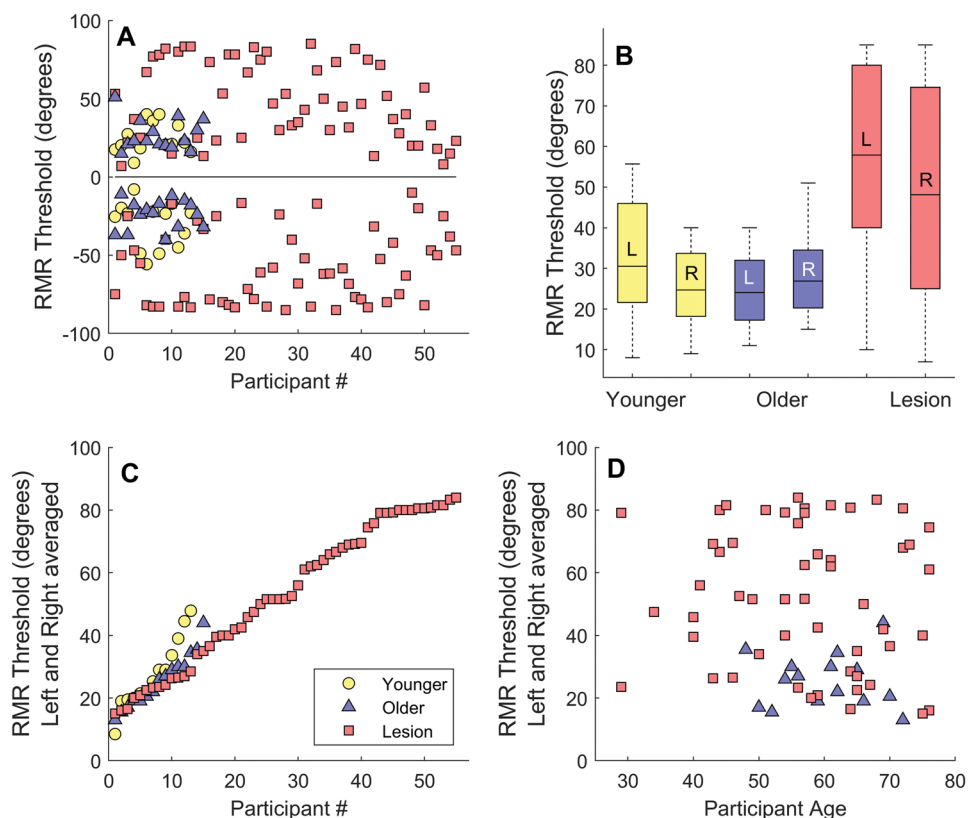 A
RMR Threshold (degrees)
100
50
0
-50
-100
0 10 20 30 40 50
Participant #
B
RMR Threshold (degrees)
80
70
60
50
40
30
20
10
L
R
L
R
L
R
Younger Older Lesion
C
RMR Threshold (degrees)
Left and Right averaged
100
80
60
40
20
0
Younger
Older
Lesion
0 10 20 30 40 50
Participant #
D
RMR Threshold (degrees)
Left and Right averaged
100
80
60
40
20
0
30 40 50 60 70 80
Participant Age